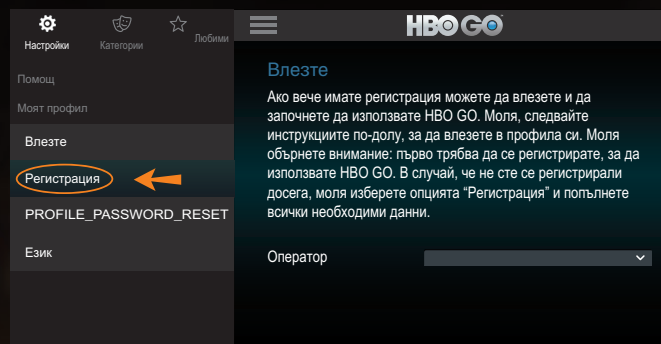 Настройки
Категории
Любими
Помощ
Моят профил
Влезте
Регистрация
PROFILE_PASSWORD_RESET
Език
HBO GO
Влезте
Ако вече имате регистрация можете да влезете и да
започнете да използвате HBO GO. Моля, следвайте
инструкциите по-долу, за да влезете в профила си. Моля
обърнете внимание: първо трябва да се регистрирате, за да
използвате HBO GO. В случай, че не сте се регистрирали
досега, моля изберете опцията “Регистрация” и попълнете
всички необходими данни.
Оператор